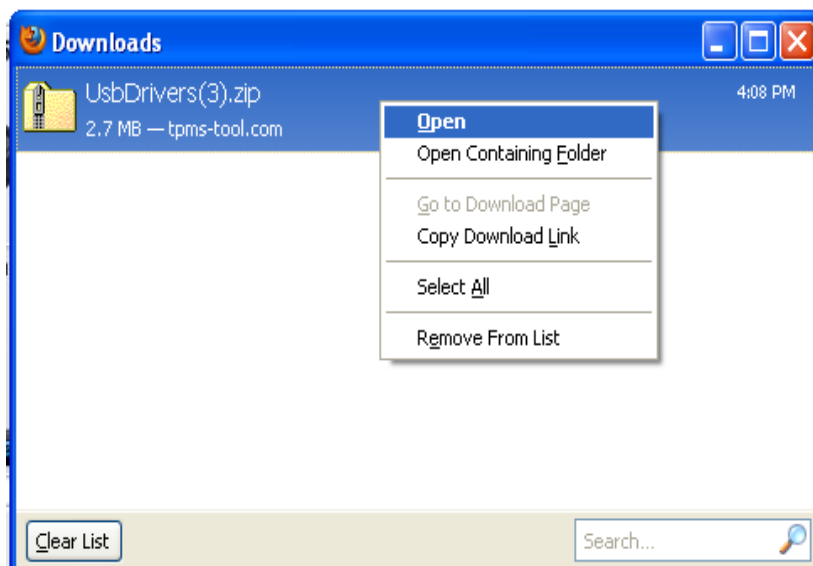 Downloads
UsbDrivers(3).zip
4:08 PM
2.7 MB — tpms-tool.com
Open
Open Containing Folder
Go to Download Page
Copy Download Link
Select All
Remove From List
Clear List
Search...